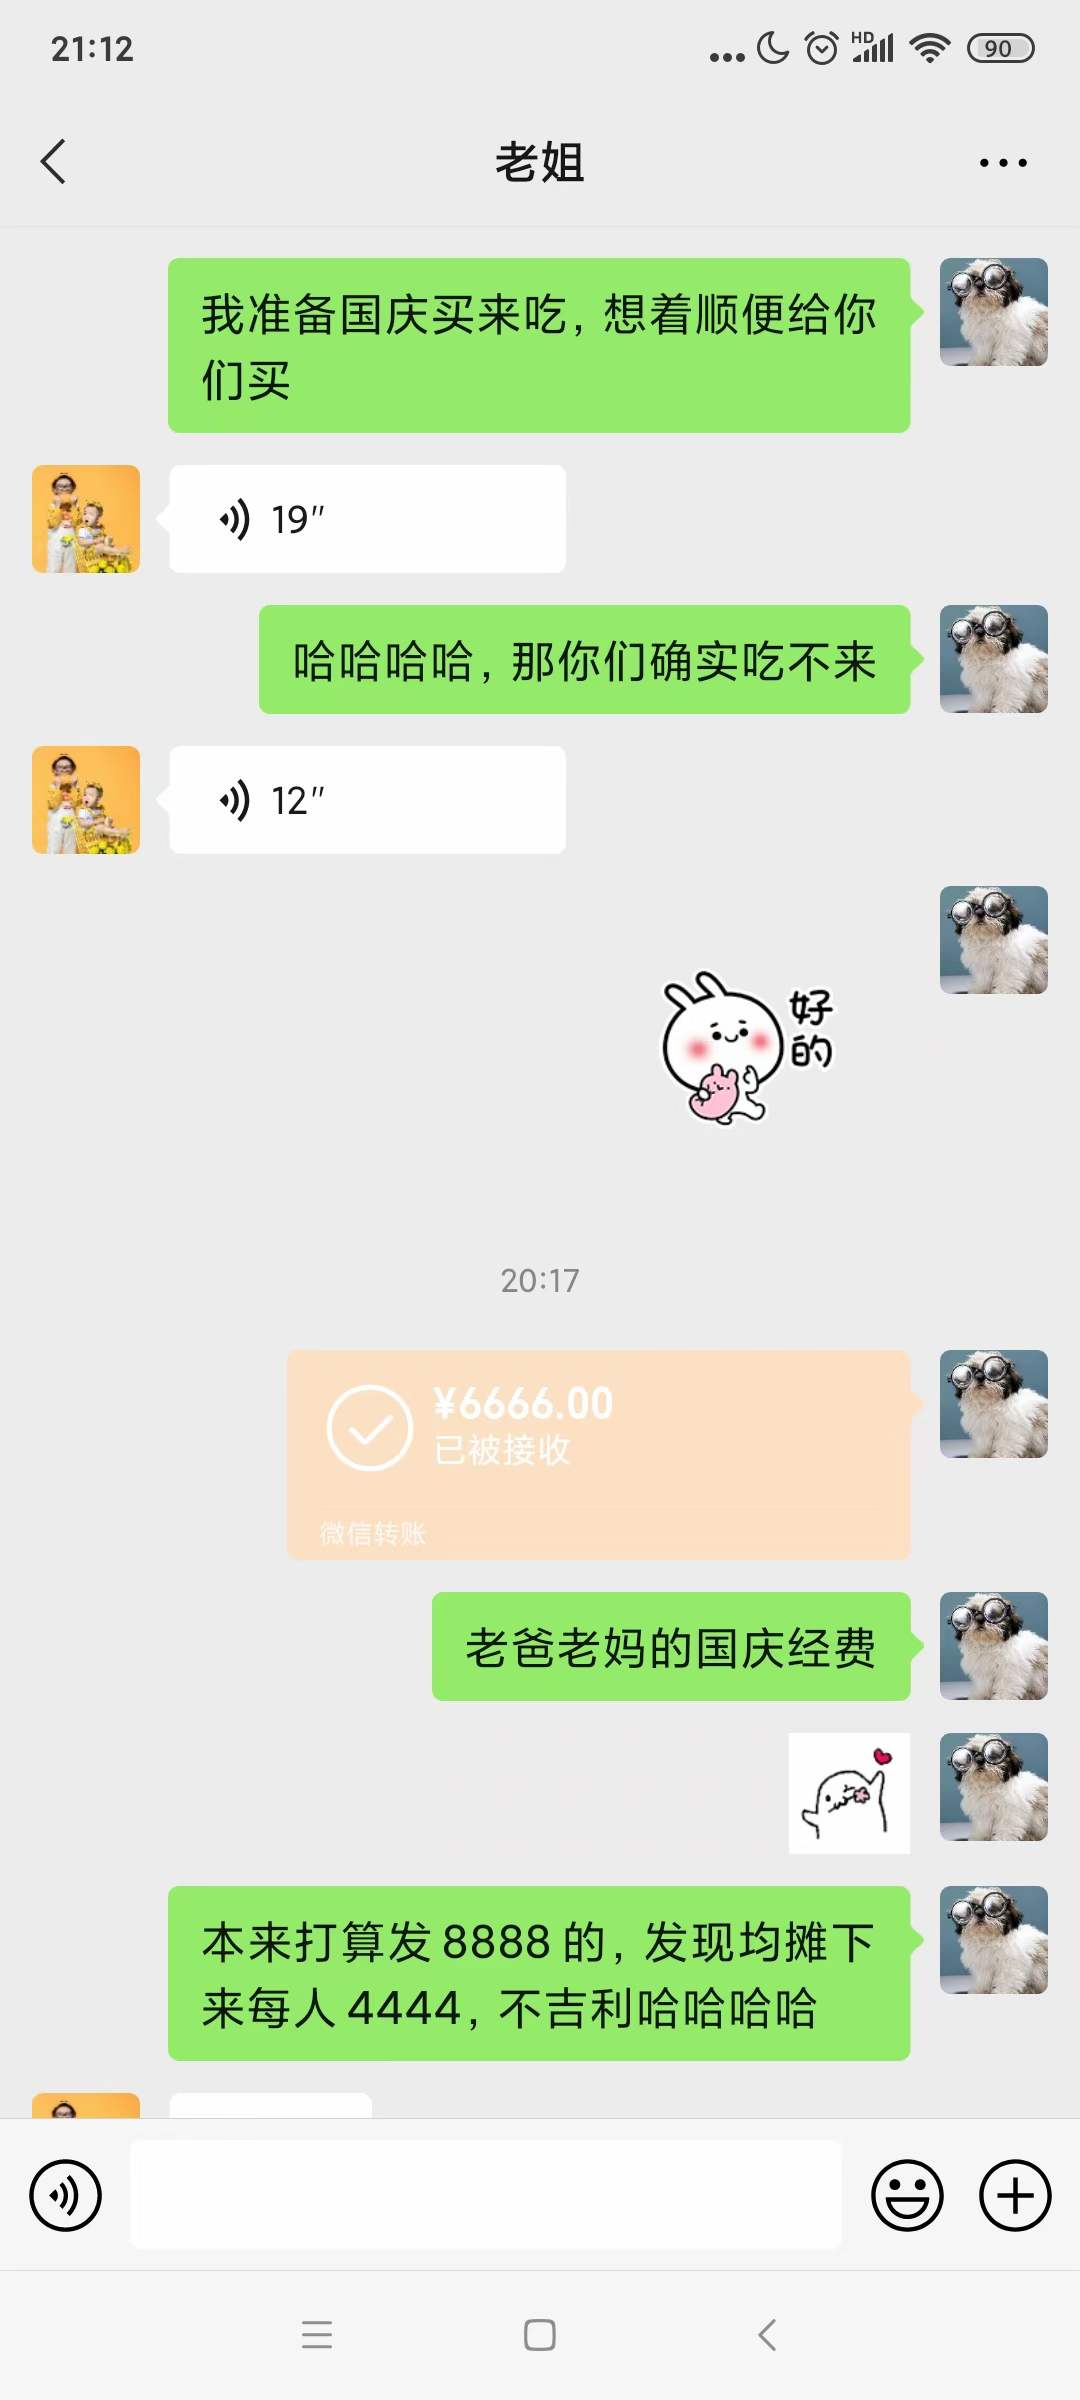 21:12
HD
90
老姐
我准备国庆买来吃，想着顺便给你
们买
19"
哈哈哈哈，那你们确实吃不来
12"
好
的
20:17
¥6666.00
已被接收
微信转账
老爸老妈的国庆经费
本来打算发8888的，发现均摊下
来每人4444，不吉利哈哈哈哈